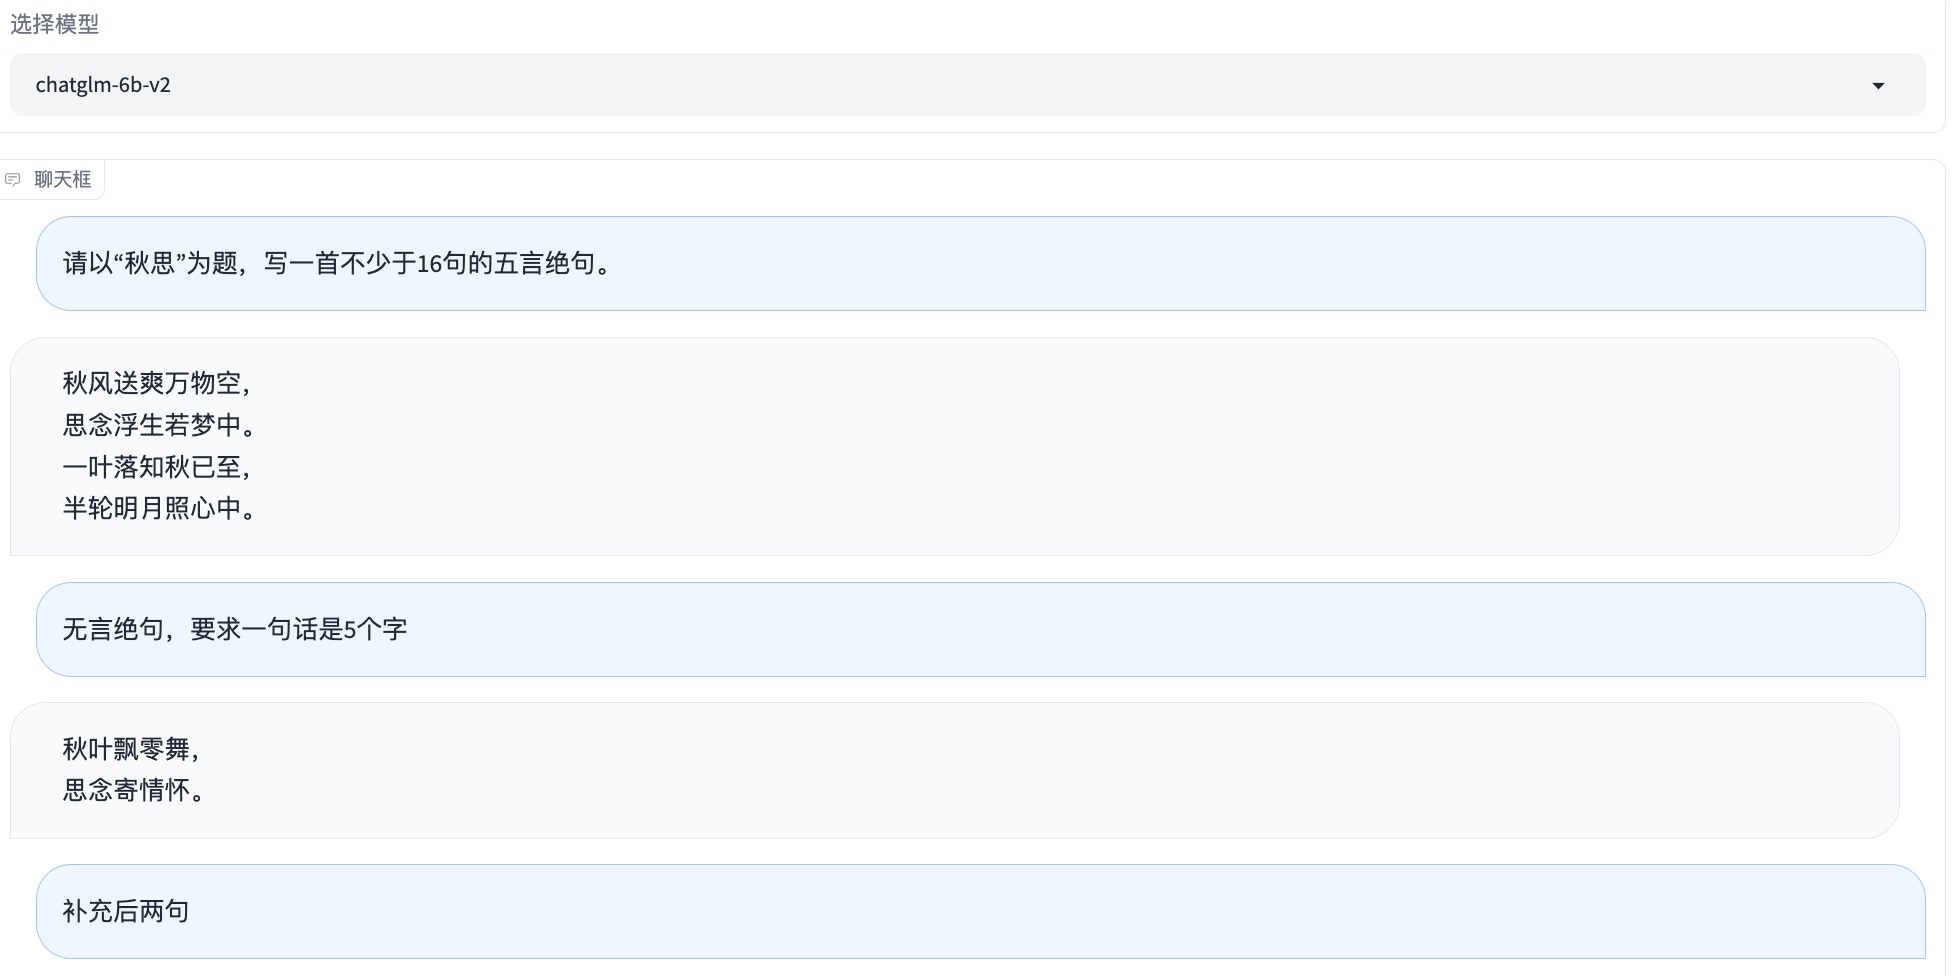 选择模型
chatglm-6b-v2
聊天框
请以“秋思”为题，写一首不少于16句的五言绝句。
秋风送爽万物空，
思念浮生若梦中。
一叶落知秋已至，
半轮明月照心中。
无言绝句，要求一句话是5个字
秋叶飘零舞，
思念寄情怀。
补充后两句